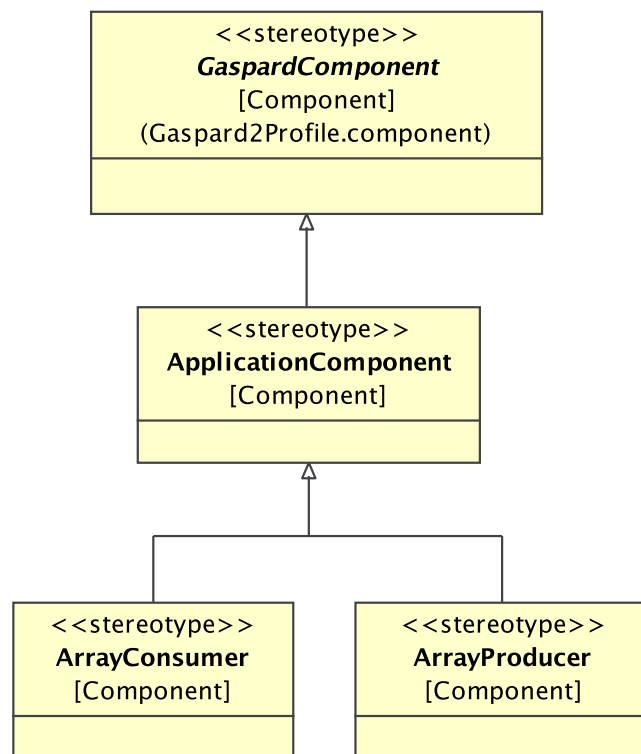 <<stereotype>>
GaspardComponent
[Component]
(Gaspard2Profile.component)
<<stereotype>>
ApplicationComponent
[Component]
<<stereotype>>
ArrayConsumer
[Component]
<<stereotype>>
ArrayProducer
[Component]